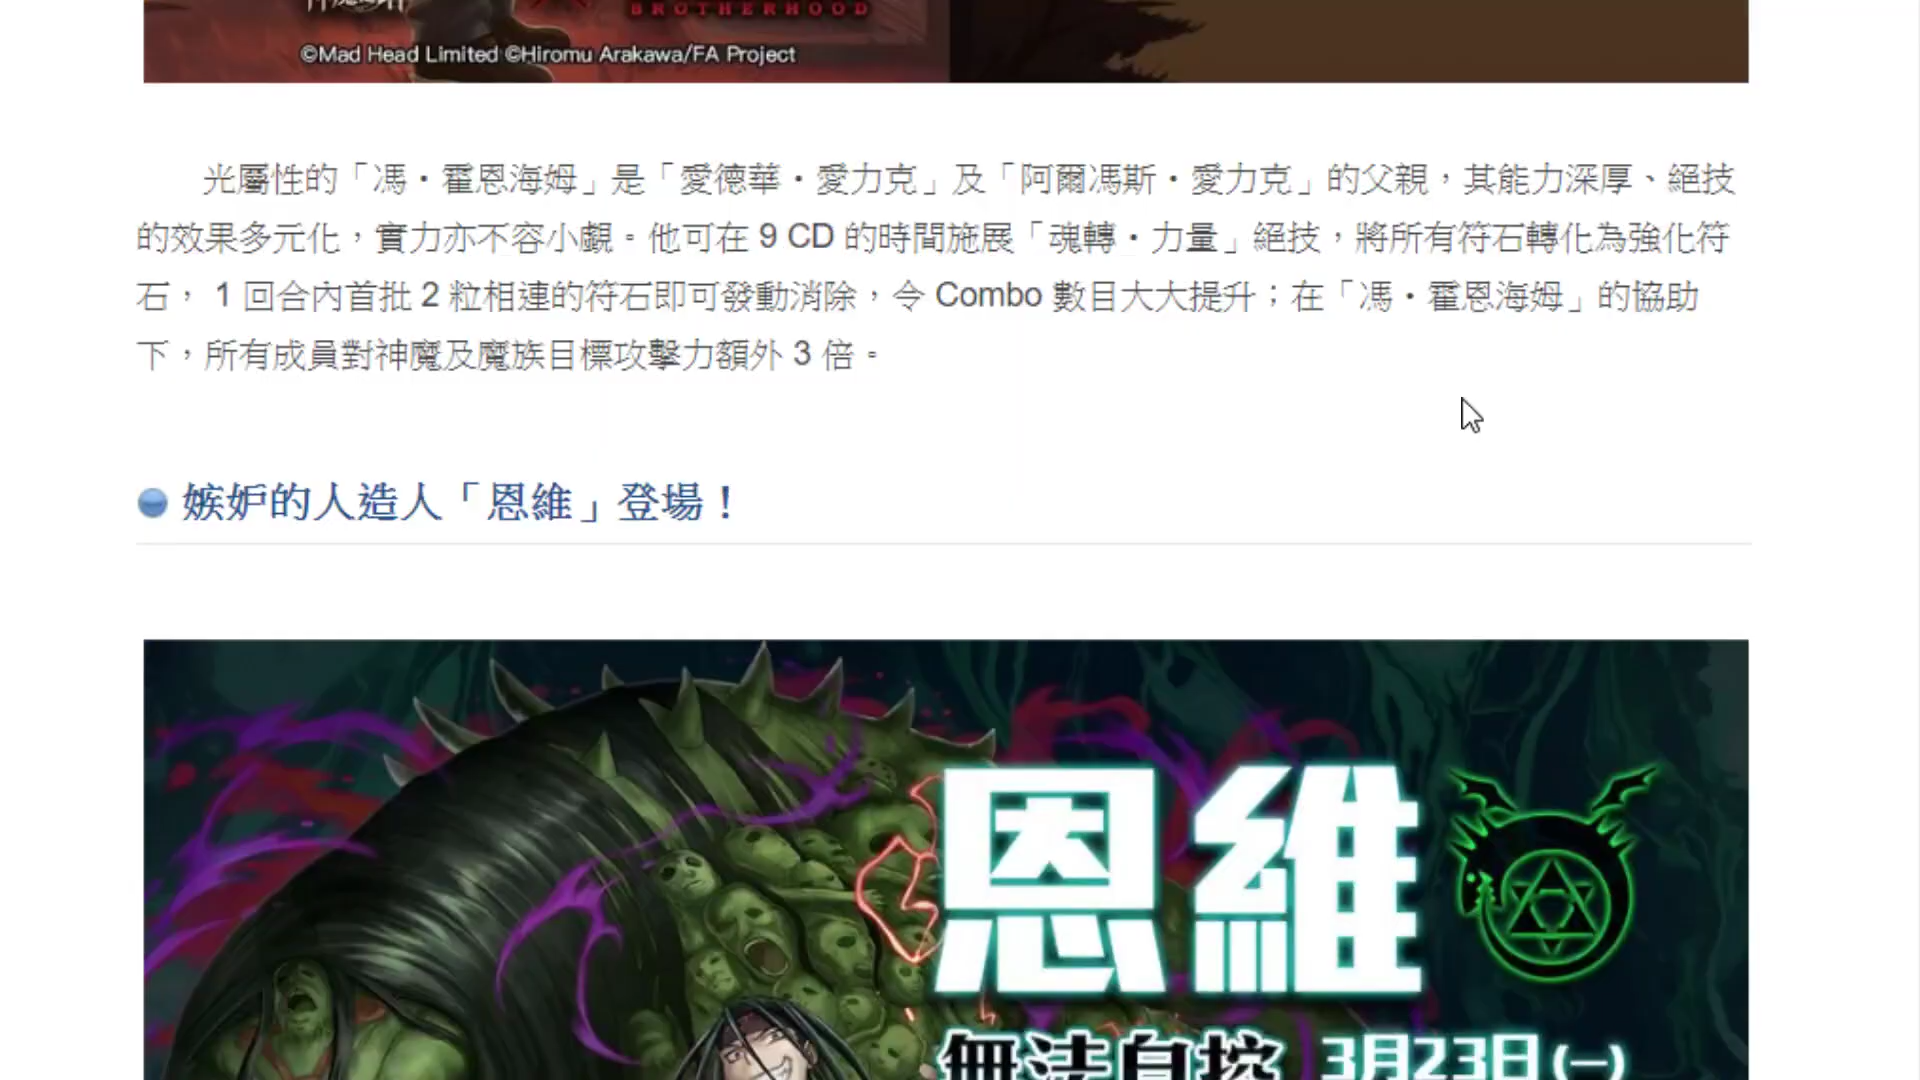 BROTHERHOOD
©Mad Head Limited ©Hiromu Arakawa/FA Project
光屬性的「馮・霍恩海姆」是「愛德華・愛力克」及「阿爾馮斯・愛力克」的父親，其能力深厚、絕技
的效果多元化，實力亦不容小覷。他可在 9 CD 的時間施展「魂轉・力量」絕技，將所有符石轉化為強化符
石， 1 回合內首批 2 粒相連的符石即可發動消除，令 Combo 數目大大提升；在「馮・霍恩海姆」的協助
下，所有成員對神魔及魔族目標攻擊力額外 3 倍。
嫉妒的人造人「恩維」登場！
恩維
無法自控 3月23日(一)